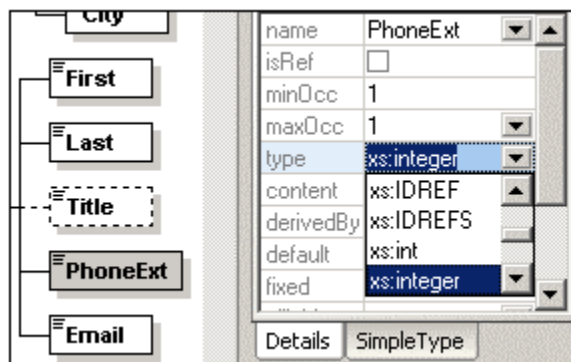 City
First
Last
Title
PhoneExt
Email
name PhoneExt
isRef
minOcc 1
maxOcc 1
type xs:integer
content xs:IDREF
derivedBy xs:IDREFS
default xs:int
fixed xs:integer
Details SimpleType